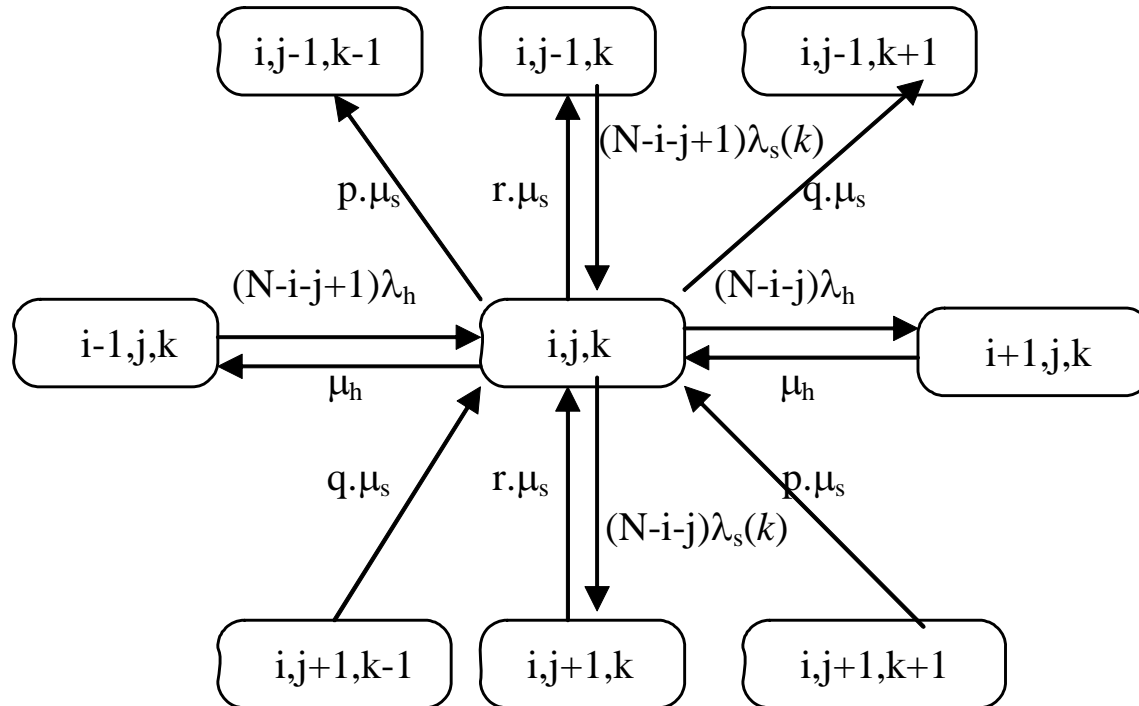 i,j-1,k-1
i,j-1,k
i,j-1,k+1
(N-i-j+1)λs(k)
p.μs
r.μs
q.μs
(N-i-j+1)λh
(N-i-j)λh
i-1,j,k
i,j,k
i+1,j,k
μh
μh
q.μs
r.μs
p.μs
(N-i-j)λs(k)
i,j+1,k-1
i,j+1,k
i,j+1,k+1